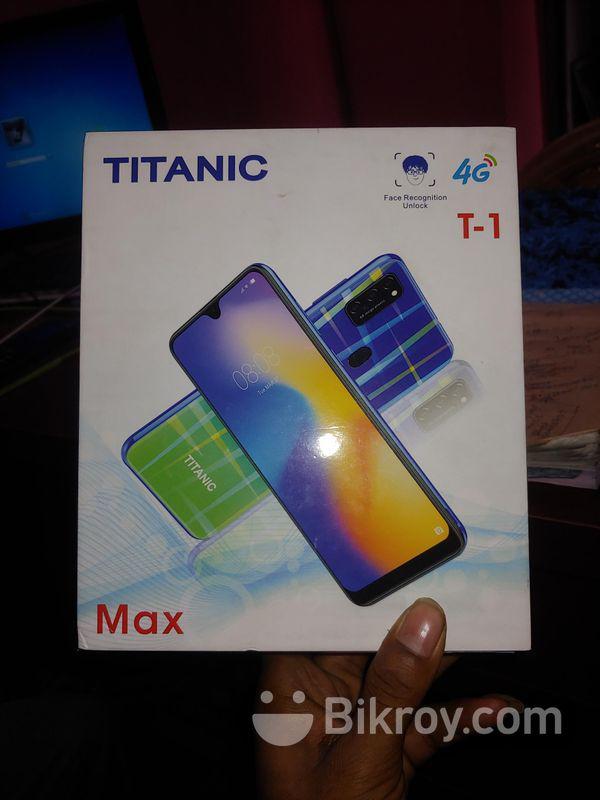 TITANIC
4G
Face Recognition
Unlock
T-1
08:08
TITANIC
Max
Bikroy.com